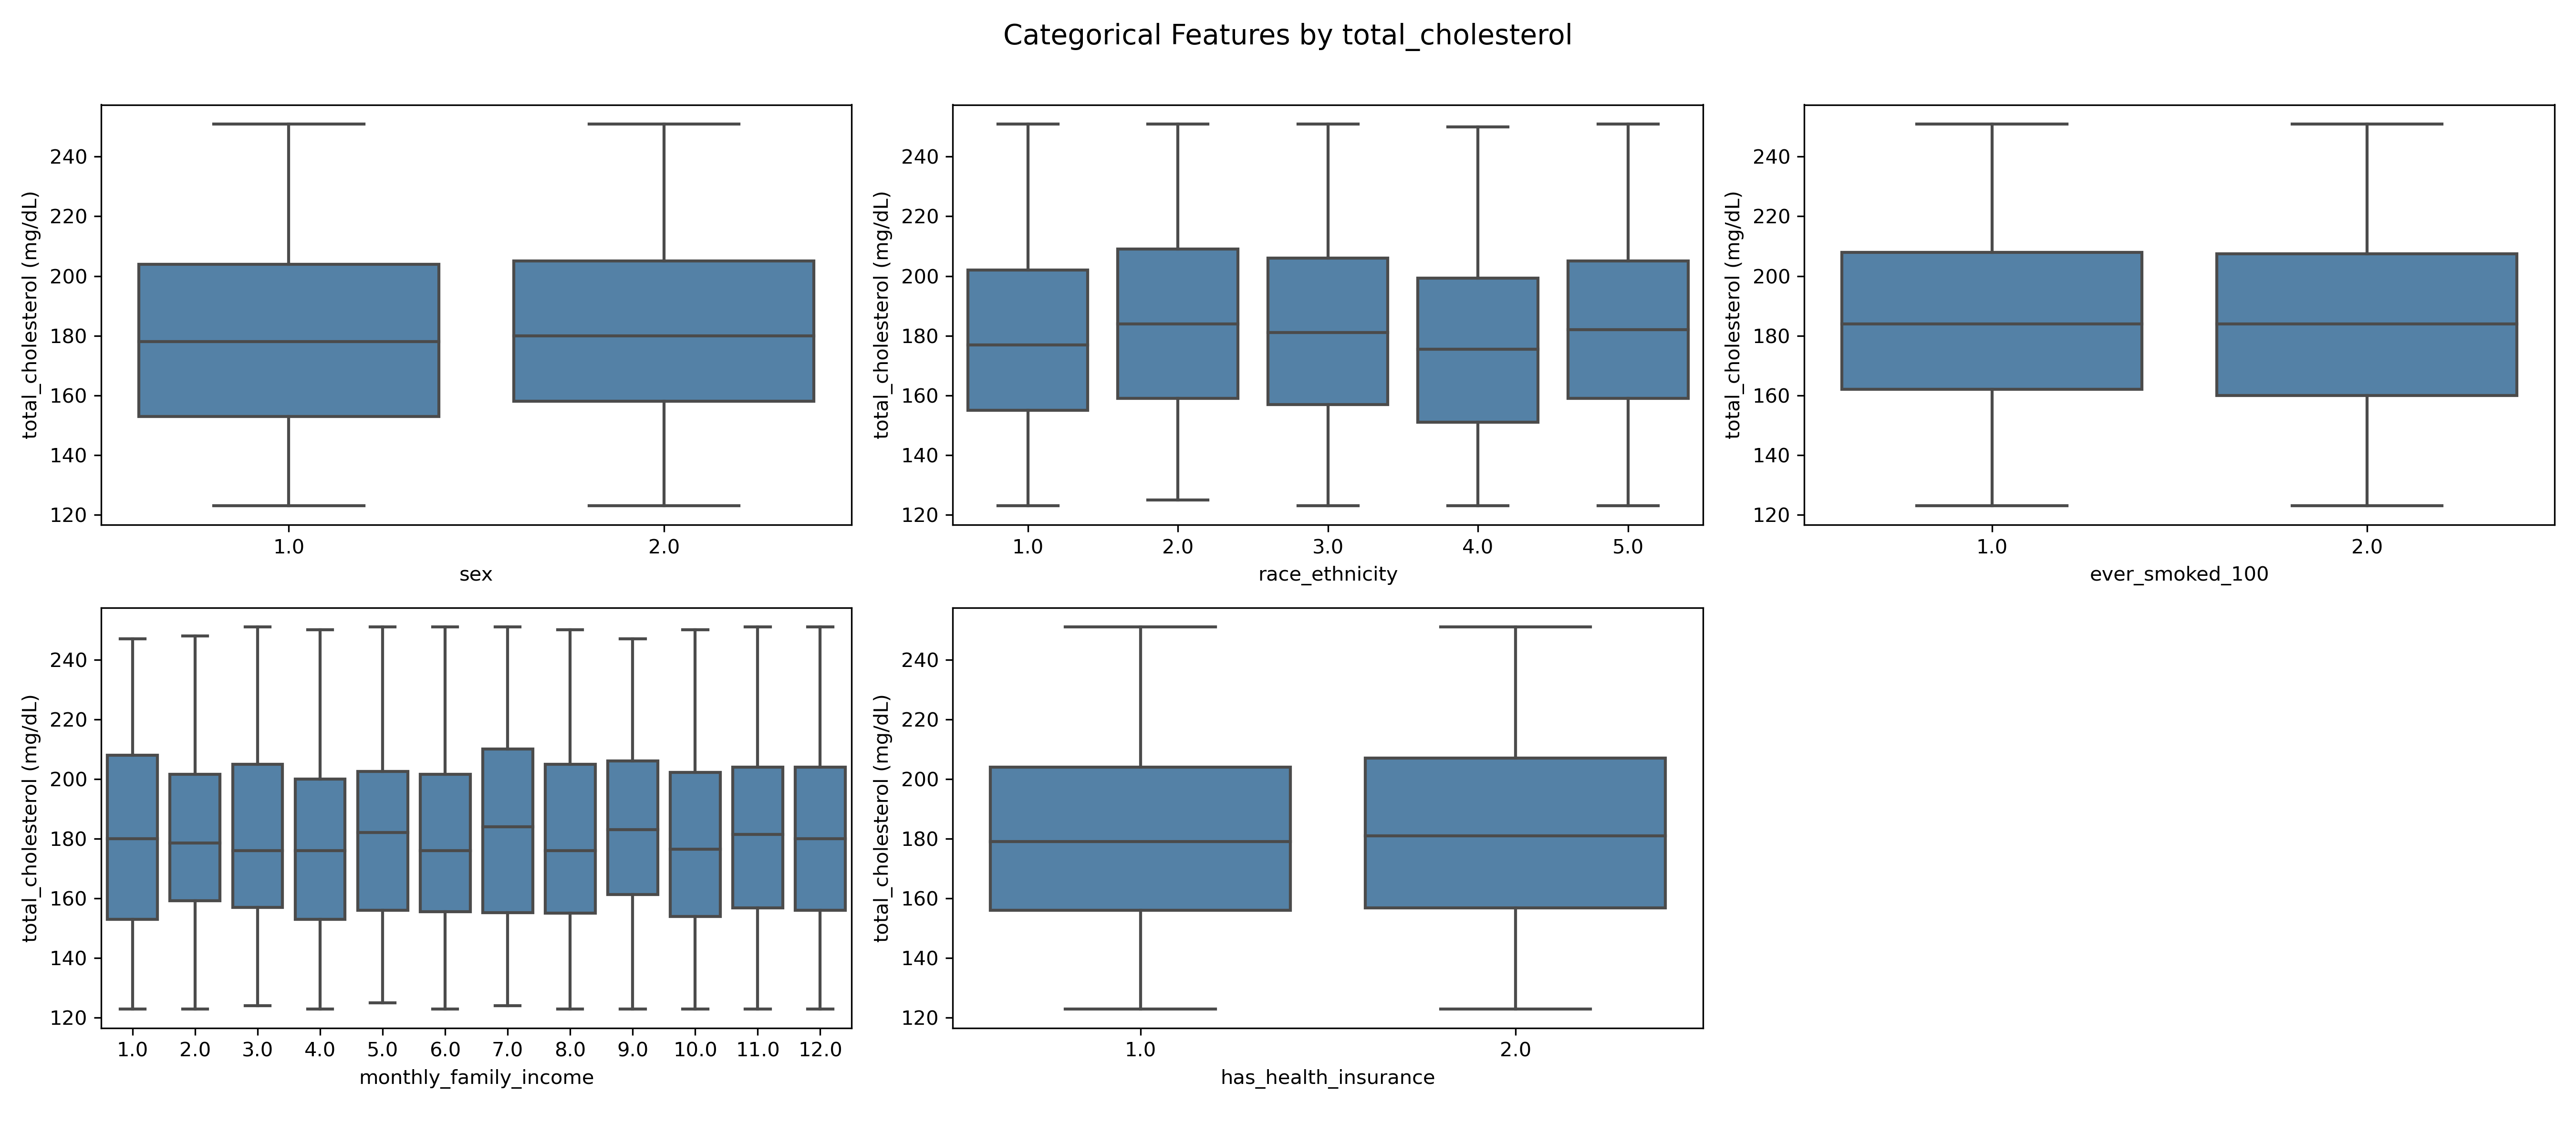 Categorical Features by total_cholesterol
total_cholesterol (mg/dL)
240
220
200
180
160
140
120
1.0 2.0
sex
total_cholesterol (mg/dL)
240
220
200
180
160
140
120
1.0 2.0 3.0 4.0 5.0
race_ethnicity
total_cholesterol (mg/dL)
240
220
200
180
160
140
120
1.0 2.0
ever_smoked_100
total_cholesterol (mg/dL)
240
220
200
180
160
140
120
1.0 2.0 3.0 4.0 5.0 6.0 7.0 8.0 9.0 10.0 11.0 12.0
monthly_family_income
total_cholesterol (mg/dL)
240
220
200
180
160
140
120
1.0 2.0
has_health_insurance